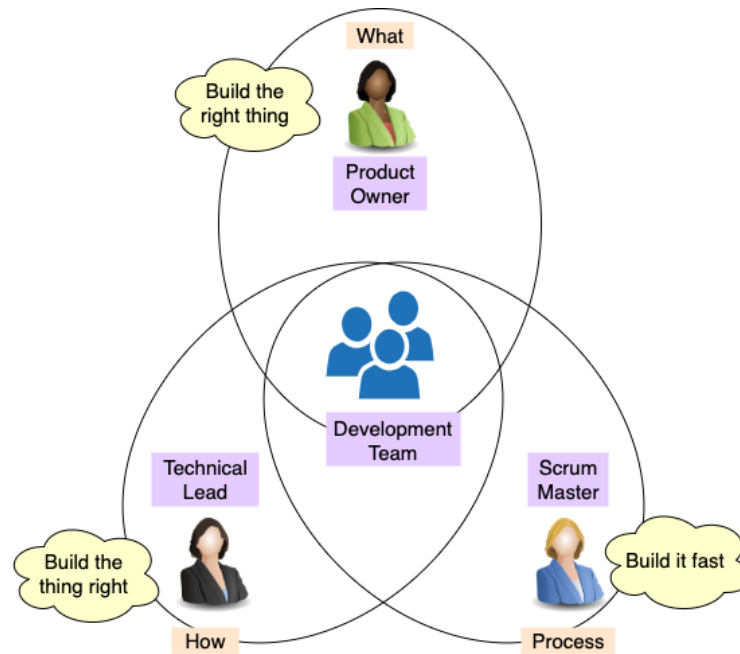 What
Build the
right thing
Product
Owner
Development
Team
Technical
Lead
Scrum
Master
Build the
thing right
Build it fast
How
Process